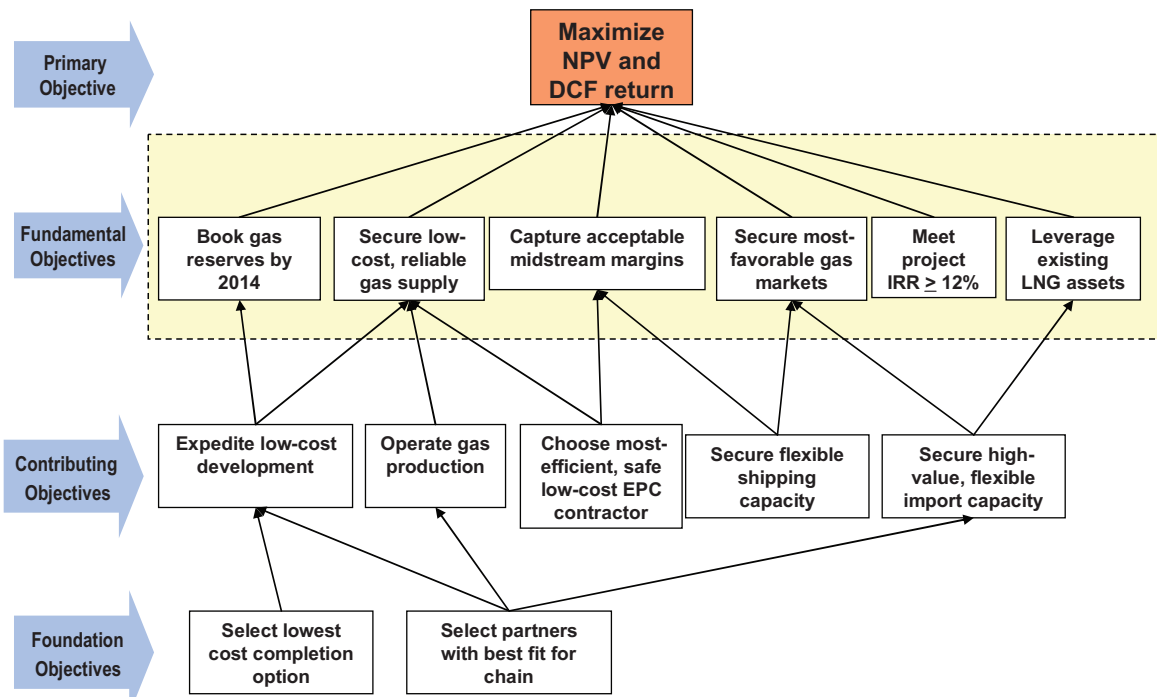 Primary
Objective
Maximize
NPV and
DCF return
Fundamental
Objectives
Book gas
reserves by
2014
Secure low-
cost, reliable
gas supply
Capture acceptable
midstream margins
Secure most-
favorable gas
markets
Meet
project
IRR ≥ 12%
Leverage
existing
LNG assets
Contributing
Objectives
Expedite low-cost
development
Operate gas
production
Choose most-
efficient, safe
low-cost EPC
contractor
Secure flexible
shipping
capacity
Secure high-
value, flexible
import capacity
Foundation
Objectives
Select lowest
cost completion
option
Select partners
with best fit for
chain